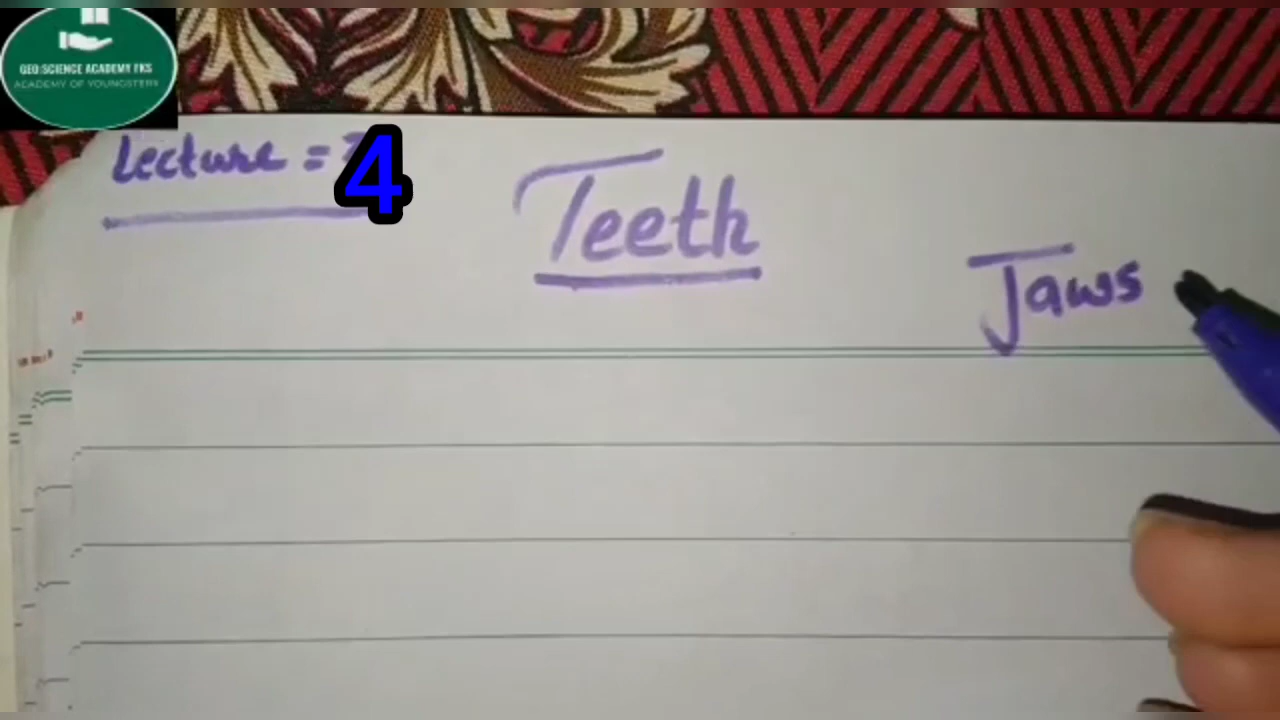 GEO SCIENCE ACADEMY FKS
ACADEMY OF YOUNGSTERS
Lecture = 4
Teeth
Jaws